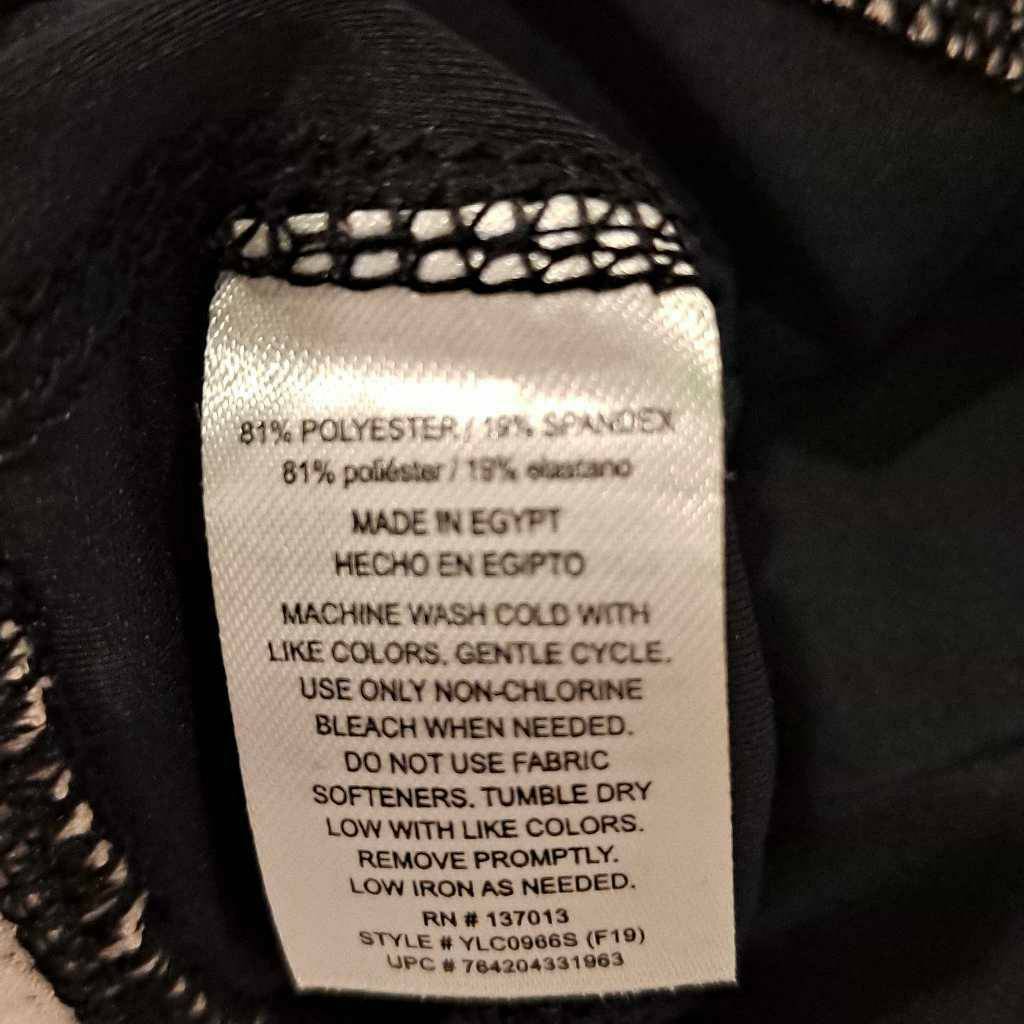 81% POLYESTER / 19% SPANDEX
81% poliéster / 19% elastano
MADE IN EGYPT
HECHO EN EGIPTO
MACHINE WASH COLD WITH
LIKE COLORS. GENTLE CYCLE.
USE ONLY NON-CHLORINE
BLEACH WHEN NEEDED.
DO NOT USE FABRIC
SOFTENERS. TUMBLE DRY
LOW WITH LIKE COLORS.
REMOVE PROMPTLY.
LOW IRON AS NEEDED.
RN # 137013
STYLE # YLC0966S (F19)
UPC # 764204331963